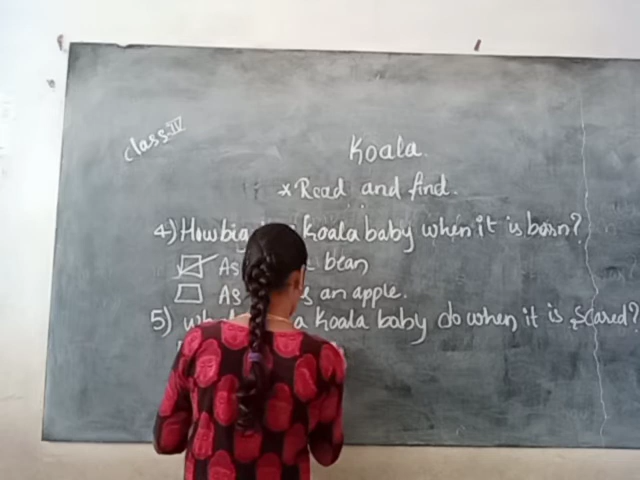 Class-IV
Koala.
* Read and find.
4) How big koala baby when it is born?
As bean
As an apple.
5) a koala baby do when it is scared?